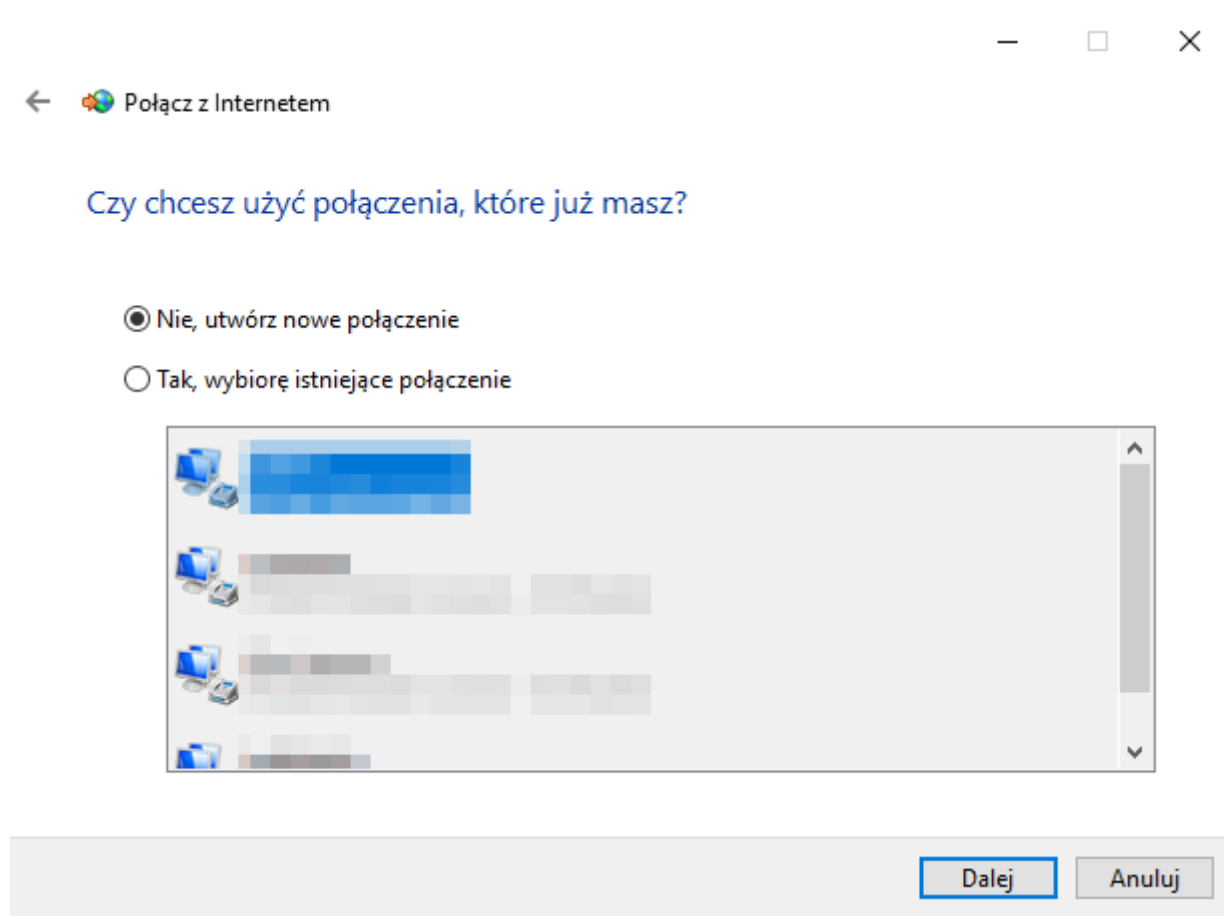 Połącz z Internetem
Czy chcesz użyć połączenia, które już masz?
Nie, utwórz nowe połączenie
Tak, wybiorę istniejące połączenie
Dalej
Anuluj